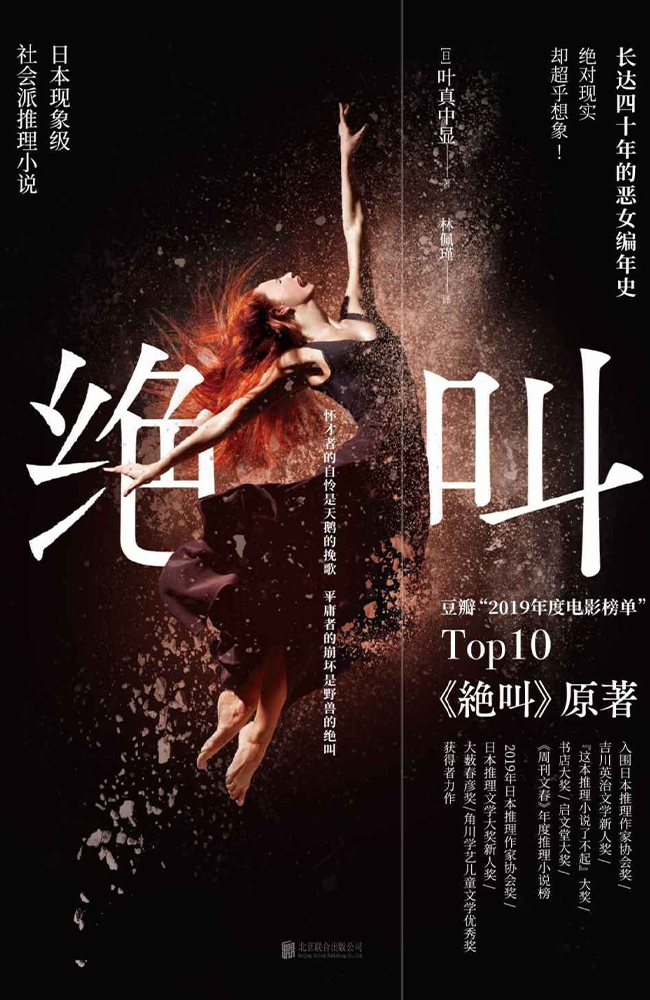 长达四十年的恶女编年史
绝对现实
却超乎想象！
[日]叶真中显——著
林佩瑾——译
日本现象级
社会派推理小说
绝叫
怀才者的自怜是天鹅的挽歌 平庸者的崩坏是野兽的绝叫
豆瓣“2019年度电影榜单”
Top10
《絶叫》原著
入围日本推理作家协会奖/
吉川英治文学新人奖/
『这本推理小说了不起』大奖/
书店大奖/启文堂大奖/
《周刊文春》年度推理小说榜
2019年日本推理作家协会奖/
日本推理文学大奖新人奖/
大薮春彦奖/角川学艺儿童文学优秀奖
获得者力作
北京联合出版公司
Beijing United Publishing Co.,Ltd.